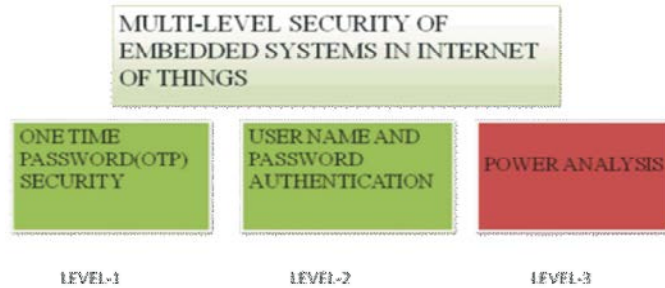 MULTI-LEVEL SECURITY OF
EMBEDDED SYSTEMS IN INTERNET
OF THINGS
ONE TIME
PASSWORD(OTP)
SECURITY
USER NAME AND
PASSWORD
AUTHENTICATION
POWER ANALYSIS
LEVEL-1
LEVEL-2
LEVEL-3